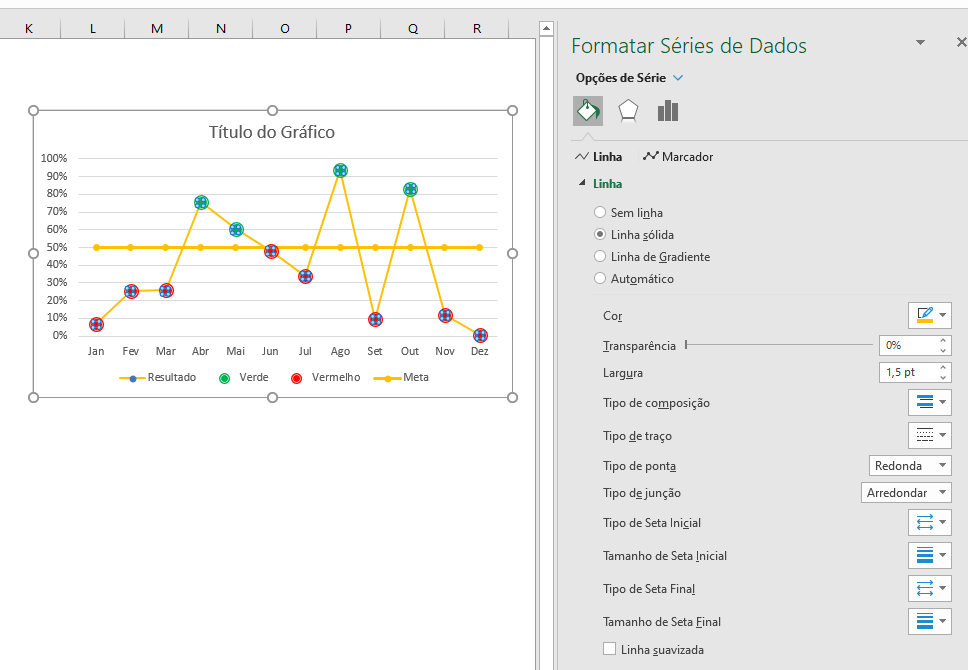 K L M N O P Q R
Formatar Séries de Dados
Opções de Série
Linha Marcador
Linha
Sem linha
Linha sólida
Linha de Gradiente
Automático
Cor
Transparência 0%
Largura 1,5 pt
Tipo de composição
Tipo de traço
Tipo de ponta Redonda
Tipo de junção Arredondar
Tipo de Seta Inicial
Tamanho de Seta Inicial
Tipo de Seta Final
Tamanho de Seta Final
Linha suavizada
Título do Gráfico
100%
90%
80%
70%
60%
50%
40%
30%
20%
10%
0%
Jan Fev Mar Abr Mai Jun Jul Ago Set Out Nov Dez
Resultado Verde Vermelho Meta